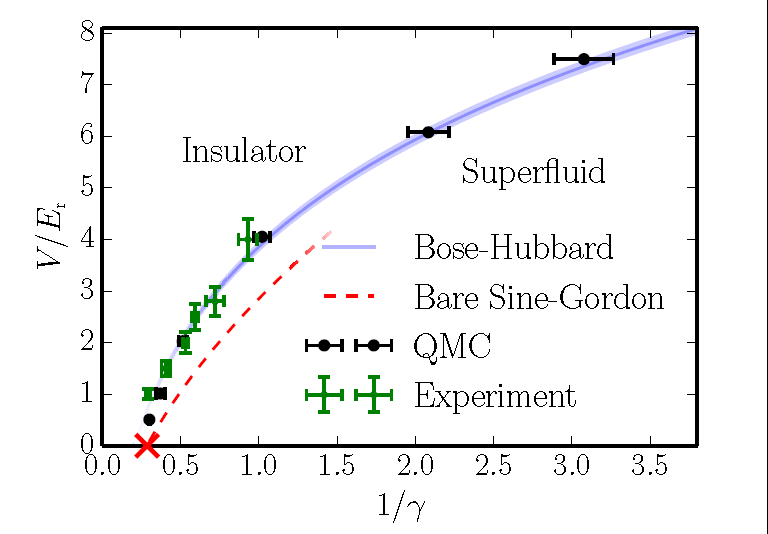 8
7
6
5
4
3
2
1
0
V/E_r
Insulator
Superfluid
Bose-Hubbard
Bare Sine-Gordon
QMC
Experiment
0.0 0.5 1.0 1.5 2.0 2.5 3.0 3.5
1/γ